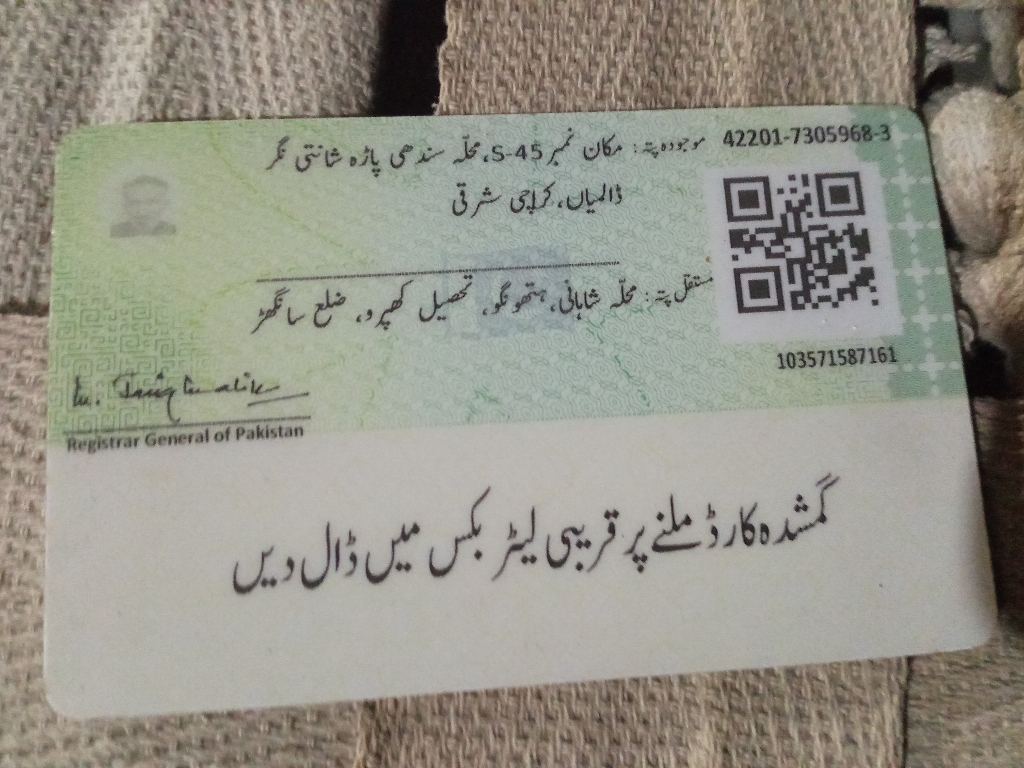 42201-7305968-3
موجودہ پتہ: مکان نمبر S-45، محلّہ سندھی پاڑہ شانتی نگر
ڈالمیاں، کراچی شرقی
مستقل پتہ: محلّہ شاہانی، ہتھونگو، تحصیل کھپرو، ضلع سانگھڑ
103571587161
Registrar General of Pakistan
گمشدہ کارڈ ملنے پر قریبی لیٹر بکس میں ڈال دیں